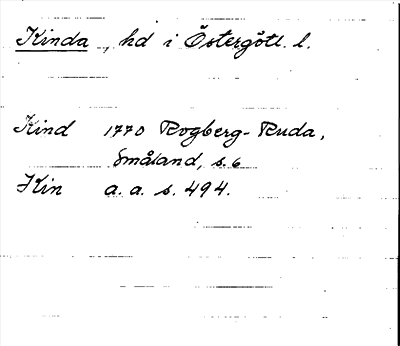 Kinda, hd i Östergötl. l.
Kind 1770 Rogberg-Ruda,
Småland, s. 6
Kin a. a. s. 494.